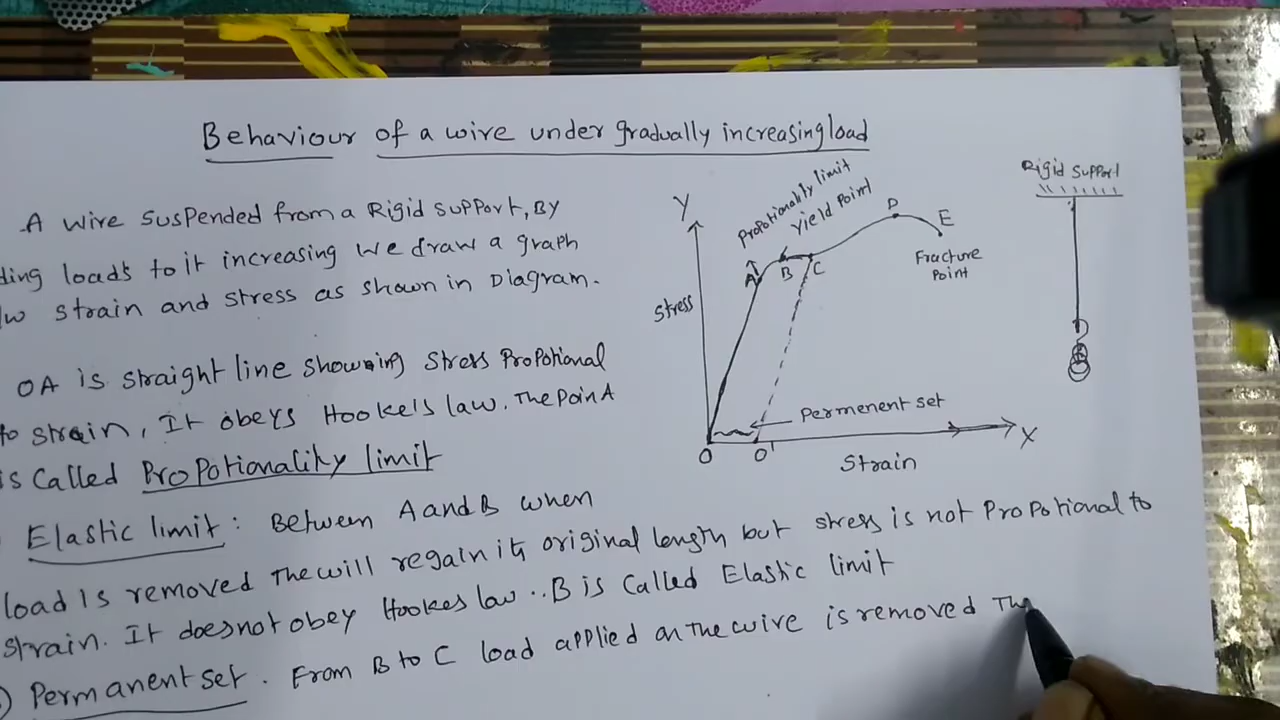 Behaviour of a wire under gradually increasing load
A wire suspended from a Rigid support, By
ding loads to it increasing We draw a graph
w strain and stress as shown in Diagram.
OA is straight line showing stress Propotional
to strain, It obeys Hooke's law. The Poin A
is Called Propotionality limit
Elastic limit: Between A and B when
load is removed The will regain its original length but stress is not Propotional to
strain. It does not obey Hookes law ∴ B is Called Elastic limit
Permanent set. From B to C load applied on the wire is removed Th
Y
Stress
Propotionally limit
yield Point
A
B
C
D
E
Fracture
Point
Permenent set
O
O'
X
Strain
Rigid support